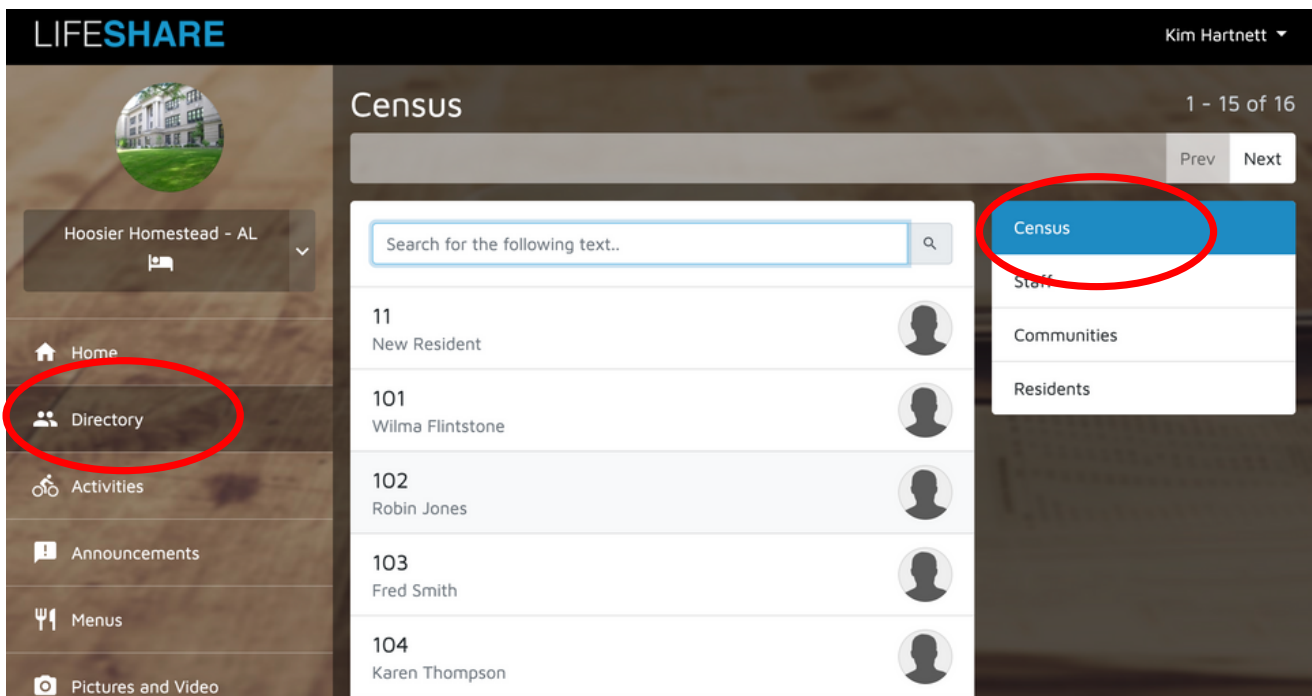 LIFESHARE
Kim Hartnett
Hoosier Homestead - AL
Home
Directory
Activities
Announcements
Menus
Pictures and Video
Census
1 - 15 of 16
Prev Next
Search for the following text..
11
New Resident
101
Wilma Flintstone
102
Robin Jones
103
Fred Smith
104
Karen Thompson
Census
Staff
Communities
Residents